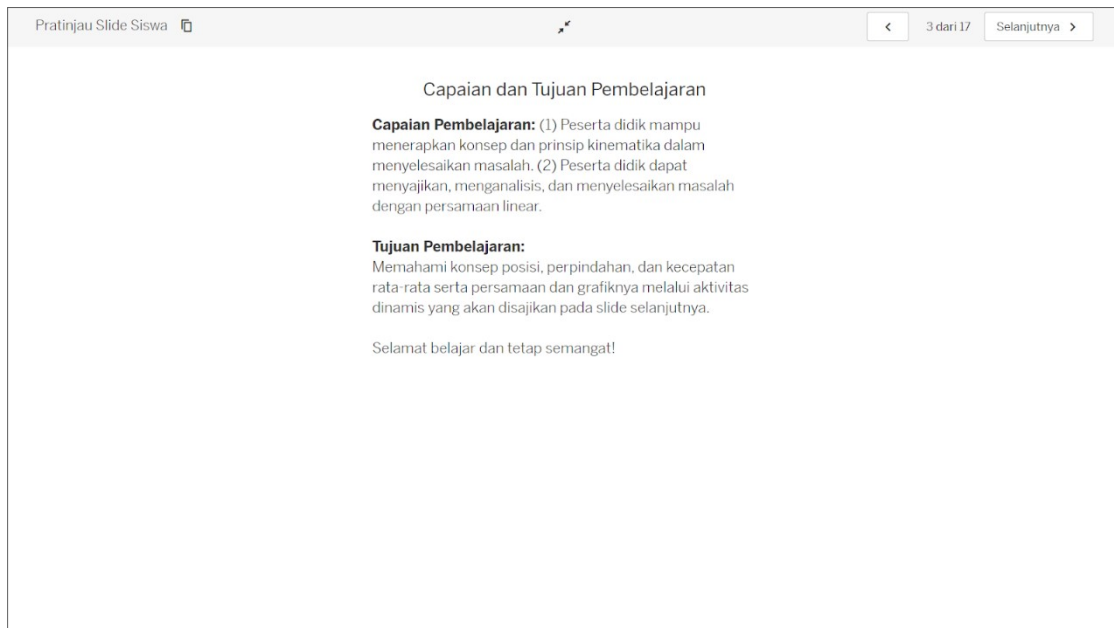 Pratinjau Slide Siswa
3 dari 17
Selanjutnya
Capaian dan Tujuan Pembelajaran
Capaian Pembelajaran: (1) Peserta didik mampu
menerapkan konsep dan prinsip kinematika dalam
menyelesaikan masalah. (2) Peserta didik dapat
menyajikan, menganalisis, dan menyelesaikan masalah
dengan persamaan linear.
Tujuan Pembelajaran:
Memahami konsep posisi, perpindahan, dan kecepatan
rata-rata serta persamaan dan grafiknya melalui aktivitas
dinamis yang akan disajikan pada slide selanjutnya.
Selamat belajar dan tetap semangat!